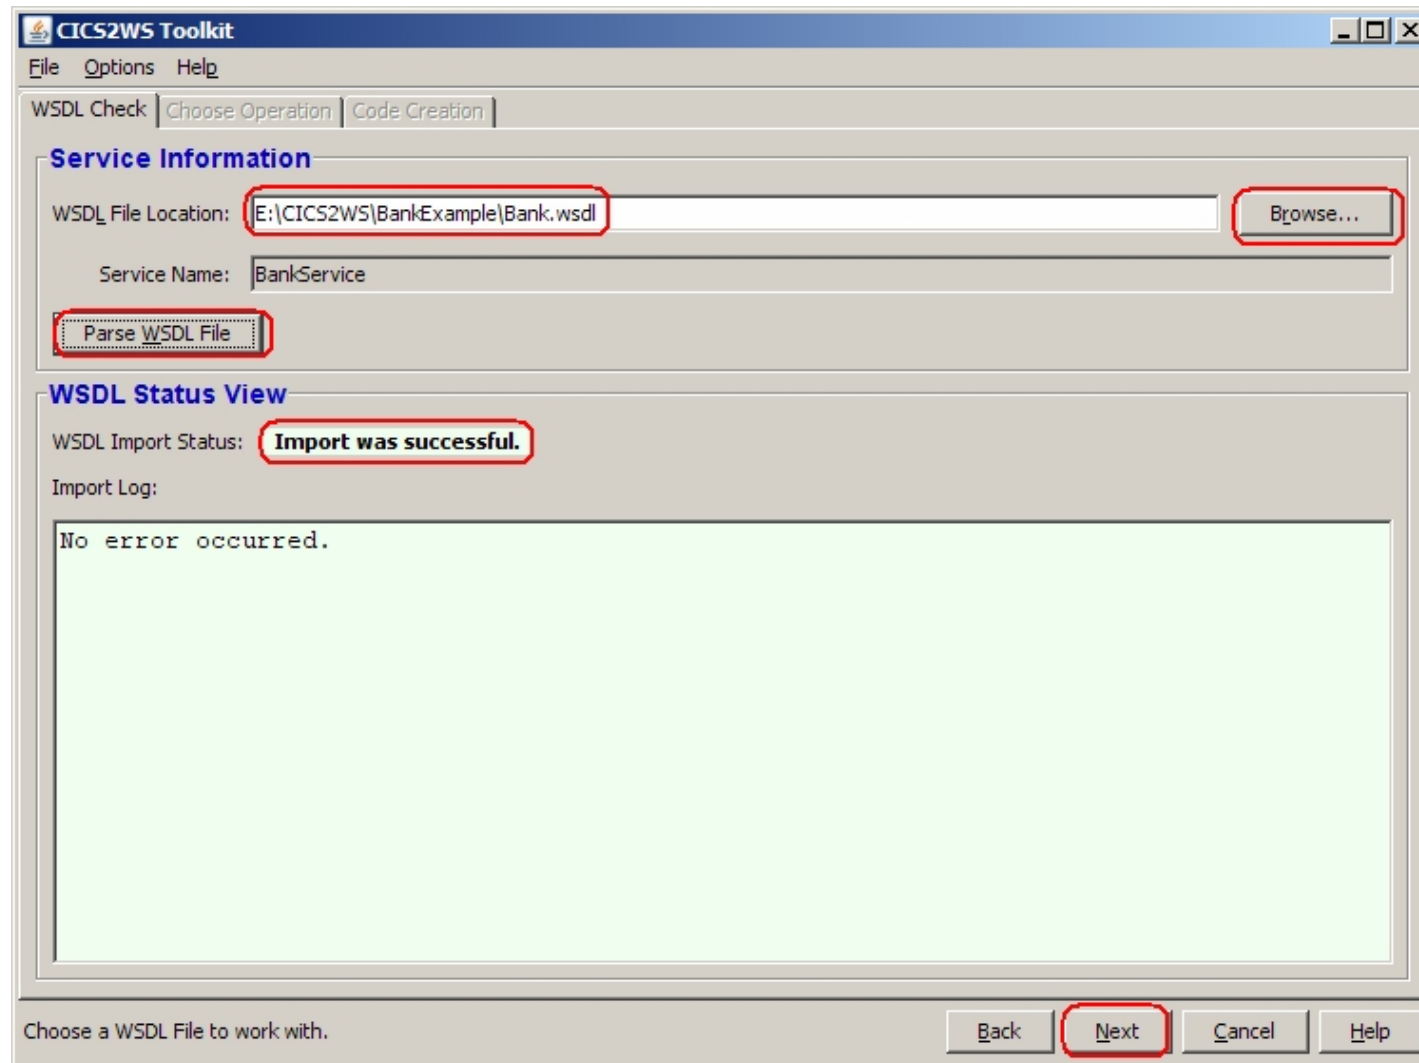 CICS2WS Toolkit
File Options Help
WSDL Check Choose Operation Code Creation
Service Information
WSDL File Location: E:\CICS2WS\BankExample\Bank.wsdl Browse...
Service Name: BankService
Parse WSDL File
WSDL Status View
WSDL Import Status: Import was successful.
Import Log:
No error occurred.
Choose a WSDL File to work with. Back Next Cancel Help